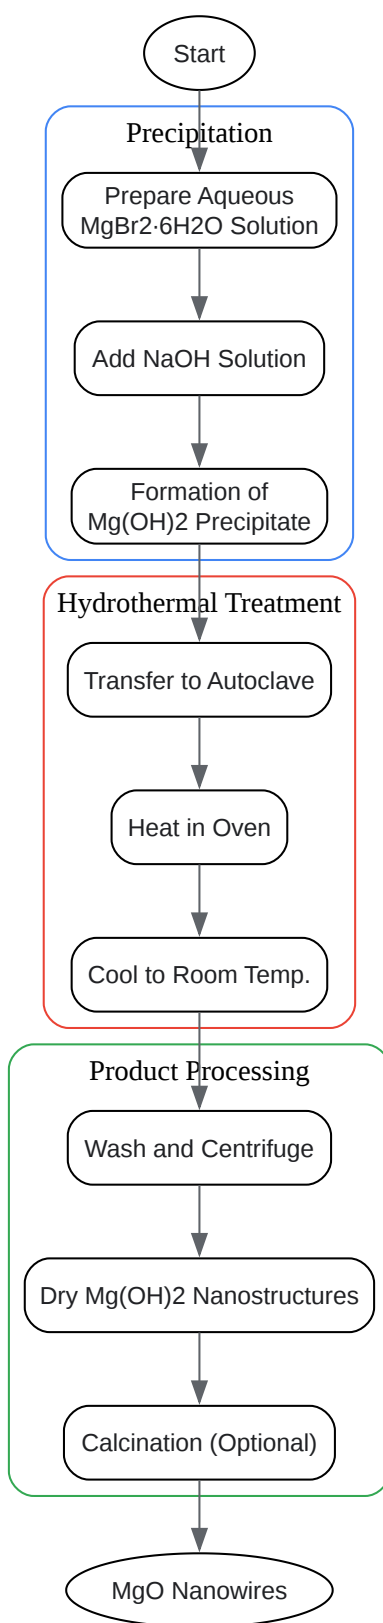 Start
Precipitation
Prepare Aqueous
MgBr2·6H2O Solution
Add NaOH Solution
Formation of
Mg(OH)2 Precipitate
Hydrothermal Treatment
Transfer to Autoclave
Heat in Oven
Cool to Room Temp.
Product Processing
Wash and Centrifuge
Dry Mg(OH)2 Nanostructures
Calcination (Optional)
MgO Nanowires